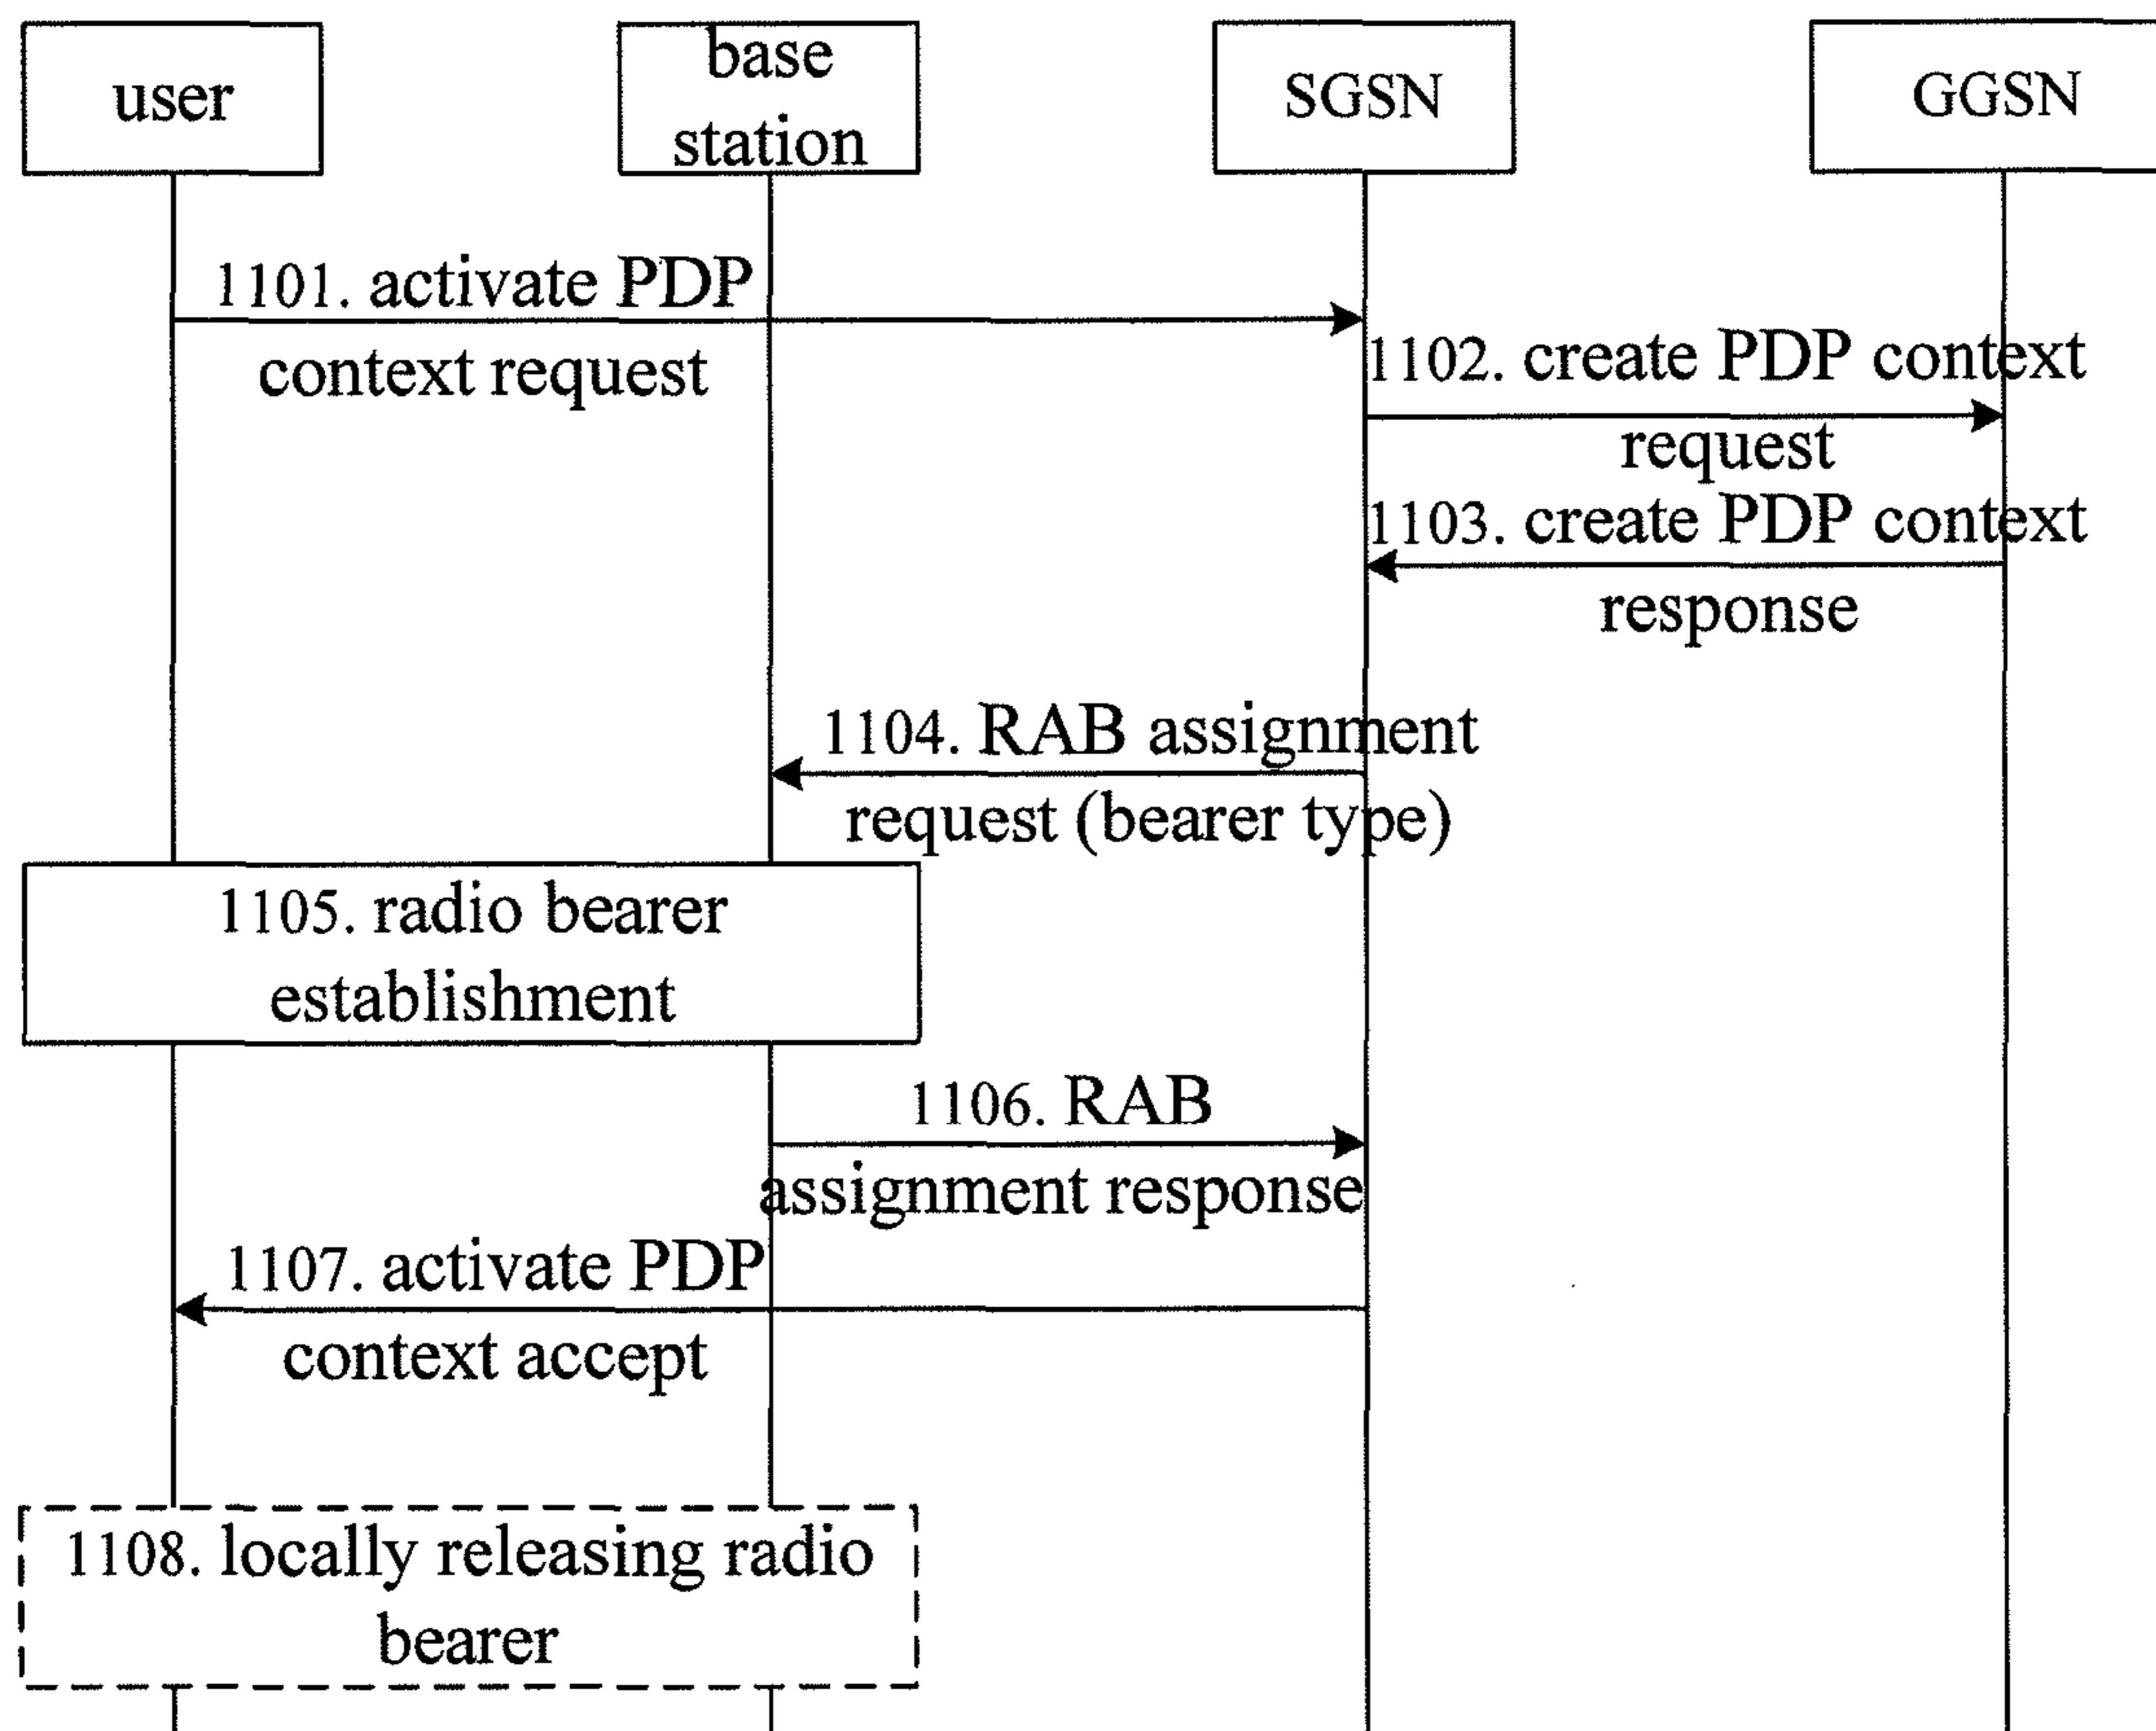 user
base
station
SGSN
GGSN
1101. activate PDP
context request
1102. create PDP context
request
1103. create PDP context
response
1104. RAB assignment
request (bearer type)
1105. radio bearer
establishment
1106. RAB
assignment response
1107. activate PDP
context accept
1108. locally releasing radio
bearer